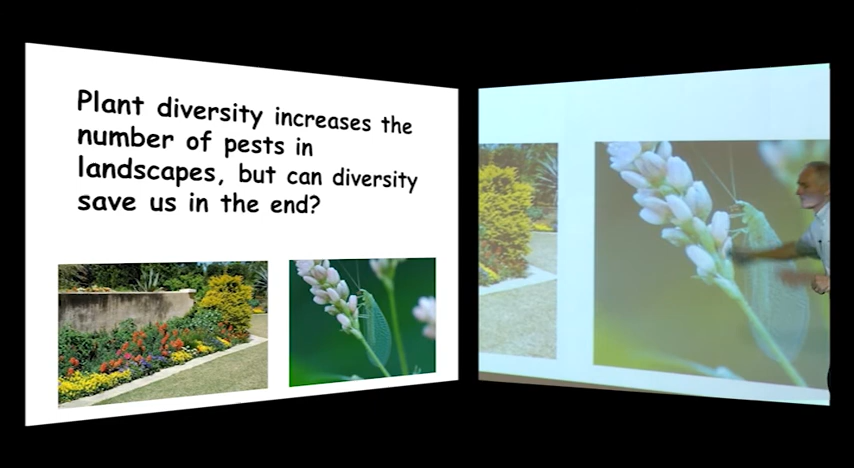 Plant diversity increases the
number of pests in
landscapes, but can diversity
save us in the end?